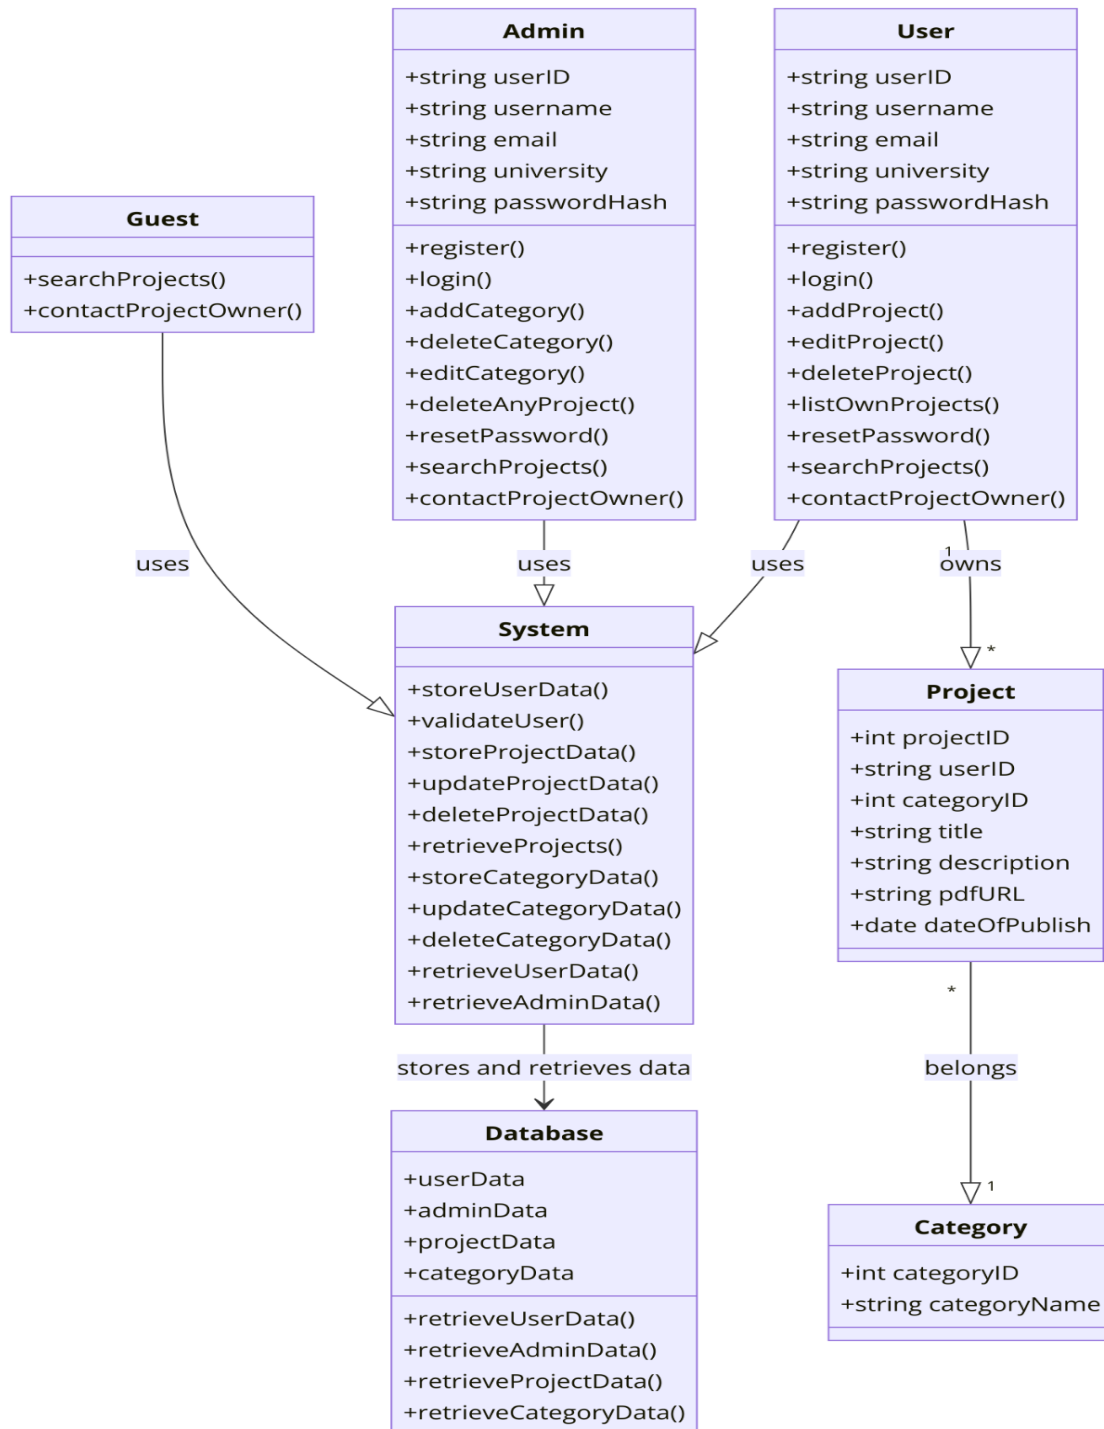 Admin
+string userID
+string username
+string email
+string university
+string passwordHash
+register()
+login()
+addCategory()
+deleteCategory()
+editCategory()
+deleteAnyProject()
+resetPassword()
+searchProjects()
+contactProjectOwner()
User
+string userID
+string username
+string email
+string university
+string passwordHash
+register()
+login()
+addProject()
+editProject()
+deleteProject()
+listOwnProjects()
+resetPassword()
+searchProjects()
+contactProjectOwner()
Guest
+searchProjects()
+contactProjectOwner()
uses
uses
uses
1
owns
*
System
+storeUserData()
+validateUser()
+storeProjectData()
+updateProjectData()
+deleteProjectData()
+retrieveProjects()
+storeCategoryData()
+updateCategoryData()
+deleteCategoryData()
+retrieveUserData()
+retrieveAdminData()
Project
+int projectID
+string userID
+int categoryID
+string title
+string description
+string pdfURL
+date dateOfPublish
*
stores and retrieves data
belongs
1
Database
+userData
+adminData
+projectData
+categoryData
+retrieveUserData()
+retrieveAdminData()
+retrieveProjectData()
+retrieveCategoryData()
Category
+int categoryID
+string categoryName